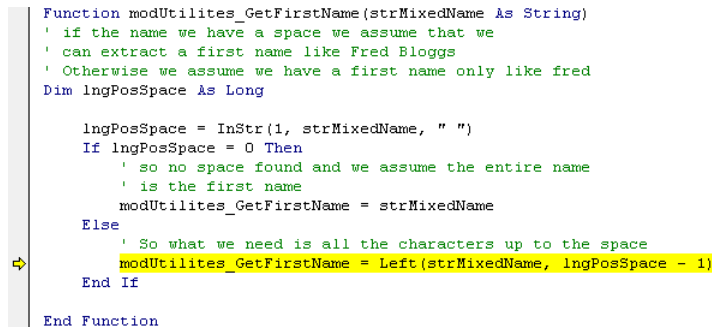 Function modUtilites_GetFirstName(strMixedName As String)
' if the name we have a space we assume that we
' can extract a first name like Fred Bloggs
' Otherwise we assume we have a first name only like fred
Dim lngPosSpace As Long
lngPosSpace = InStr(1, strMixedName, " ")
If lngPosSpace = 0 Then
' so no space found and we assume the entire name
' is the first name
modUtilites_GetFirstName = strMixedName
Else
' So what we need is all the characters up to the space
modUtilites_GetFirstName = Left(strMixedName, lngPosSpace - 1)
End If
End Function